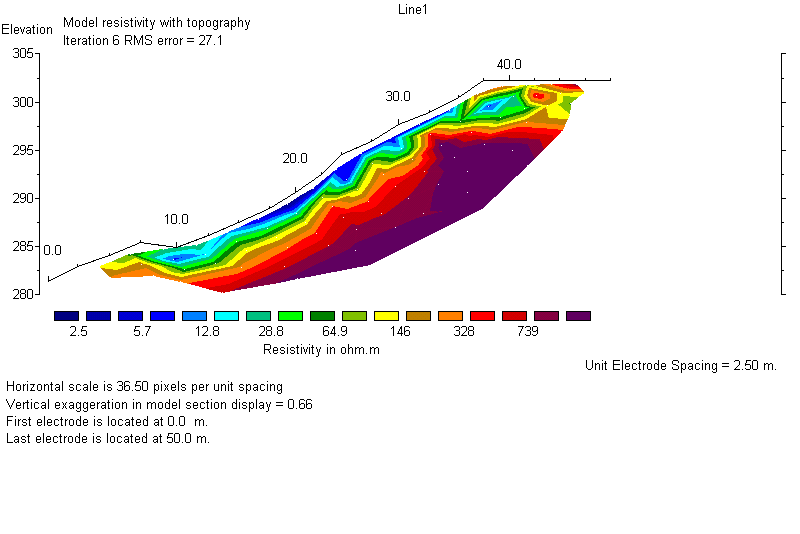 Line1
Model resistivity with topography
Elevation
Iteration 6 RMS error = 27.1
305
40.0
300
30.0
295
20.0
290
10.0
285
0.0
280
2.5 5.7 12.8 28.8 64.9 146 328 739
Resistivity in ohm.m
Unit Electrode Spacing = 2.50 m.
Horizontal scale is 36.50 pixels per unit spacing
Vertical exaggeration in model section display = 0.66
First electrode is located at 0.0 m.
Last electrode is located at 50.0 m.